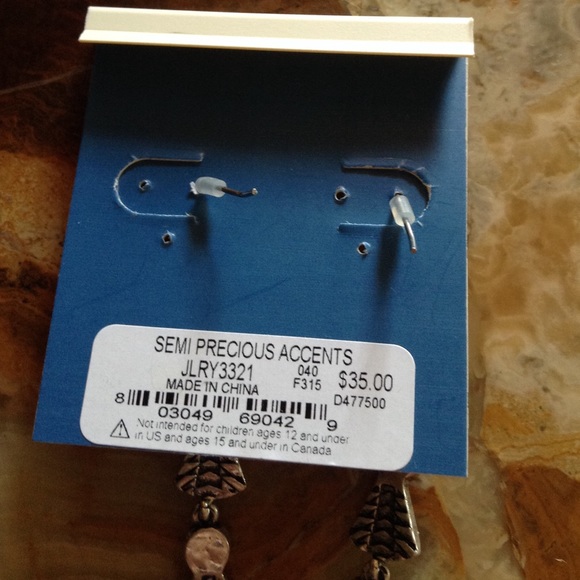 SEMI PRECIOUS ACCENTS
JLRY3321 040 $35.00
MADE IN CHINA F315 D477500
8 03049 69042 9
Not intended for children ages 12 and under
in US and ages 15 and under in Canada